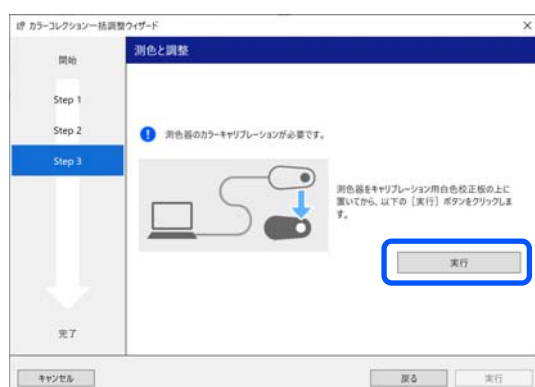 カラーコレクション一括調整ウィザード
測色と調整
開始
Step 1
Step 2
Step 3
完了
測色器のカラーキャリブレーションが必要です。
測色器をキャリブレーション用白色校正板の上に
置いてから、以下の［実行］ボタンをクリックしま
す。
実行
キャンセル
戻る
実行